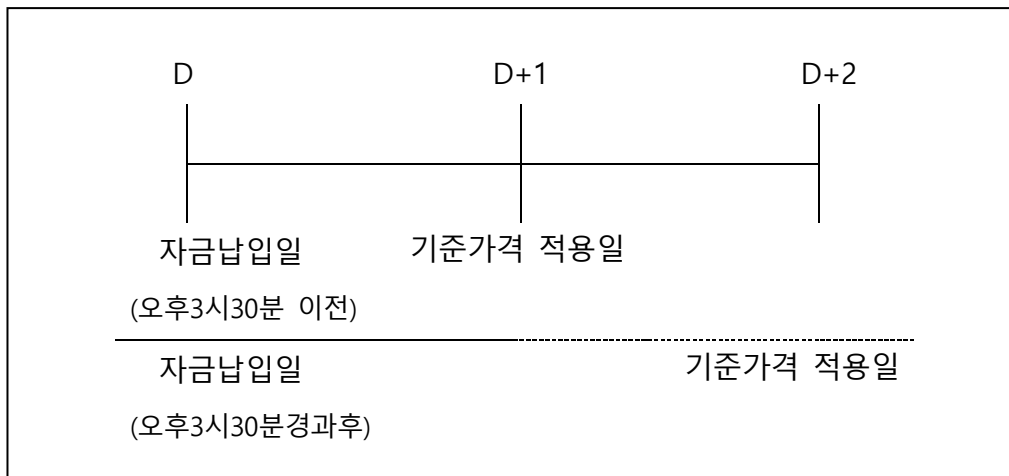 D D+1 D+2
자금납입일 기준가격 적용일
(오후3시30분 이전)
자금납입일 기준가격 적용일
(오후3시30분경과후)